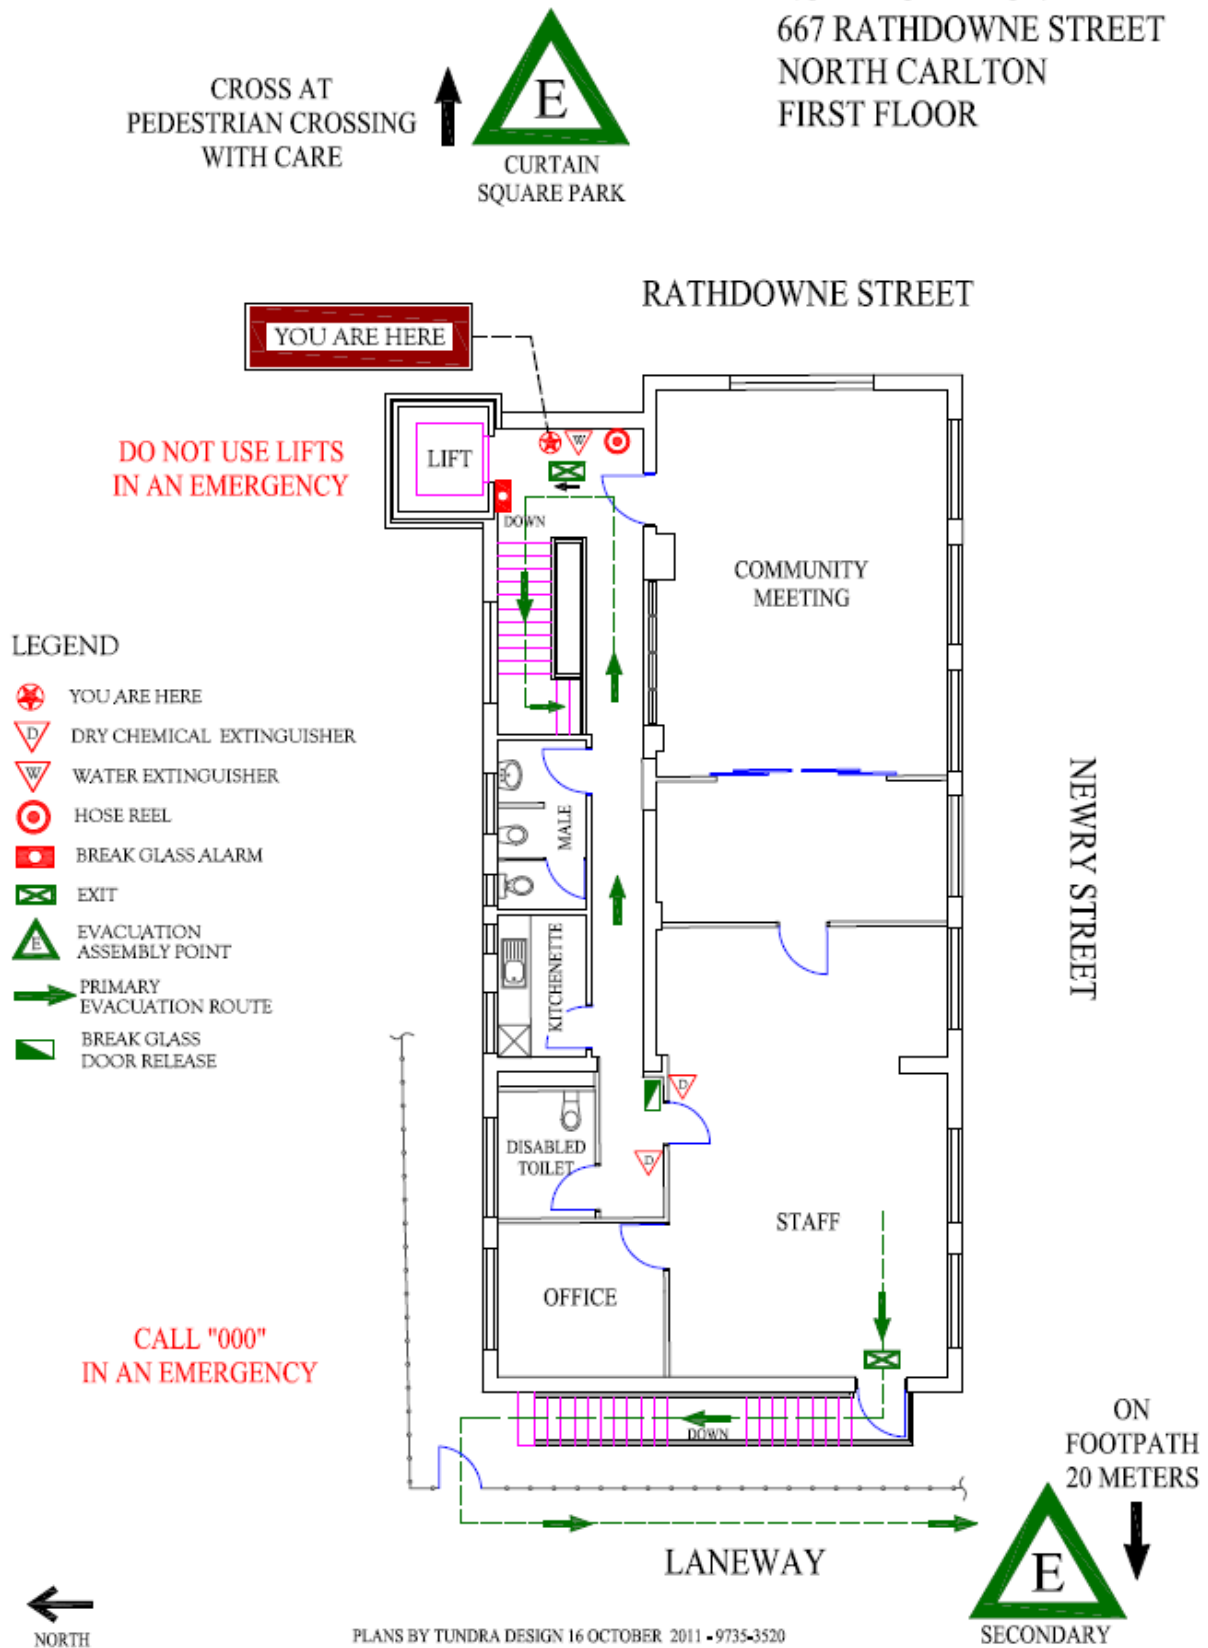 667 RATHDOWNE STREET
NORTH CARLTON
FIRST FLOOR
CROSS AT
PEDESTRIAN CROSSING
WITH CARE
E
CURTAIN
SQUARE PARK
RATHDOWNE STREET
YOU ARE HERE
DO NOT USE LIFTS
IN AN EMERGENCY
LIFT
W
DOWN
COMMUNITY
MEETING
LEGEND
YOU ARE HERE
D
DRY CHEMICAL EXTINGUISHER
W
WATER EXTINGUISHER
HOSE REEL
BREAK GLASS ALARM
EXIT
E
EVACUATION
ASSEMBLY POINT
PRIMARY
EVACUATION ROUTE
BREAK GLASS
DOOR RELEASE
MALE
KITCHENETTE
NEWRY STREET
D
DISABLED
TOILET
D
STAFF
OFFICE
CALL "000"
IN AN EMERGENCY
DOWN
ON
FOOTPATH
20 METERS
LANEWAY
E
SECONDARY
NORTH
PLANS BY TUNDRA DESIGN 16 OCTOBER 2011 - 9735-3520